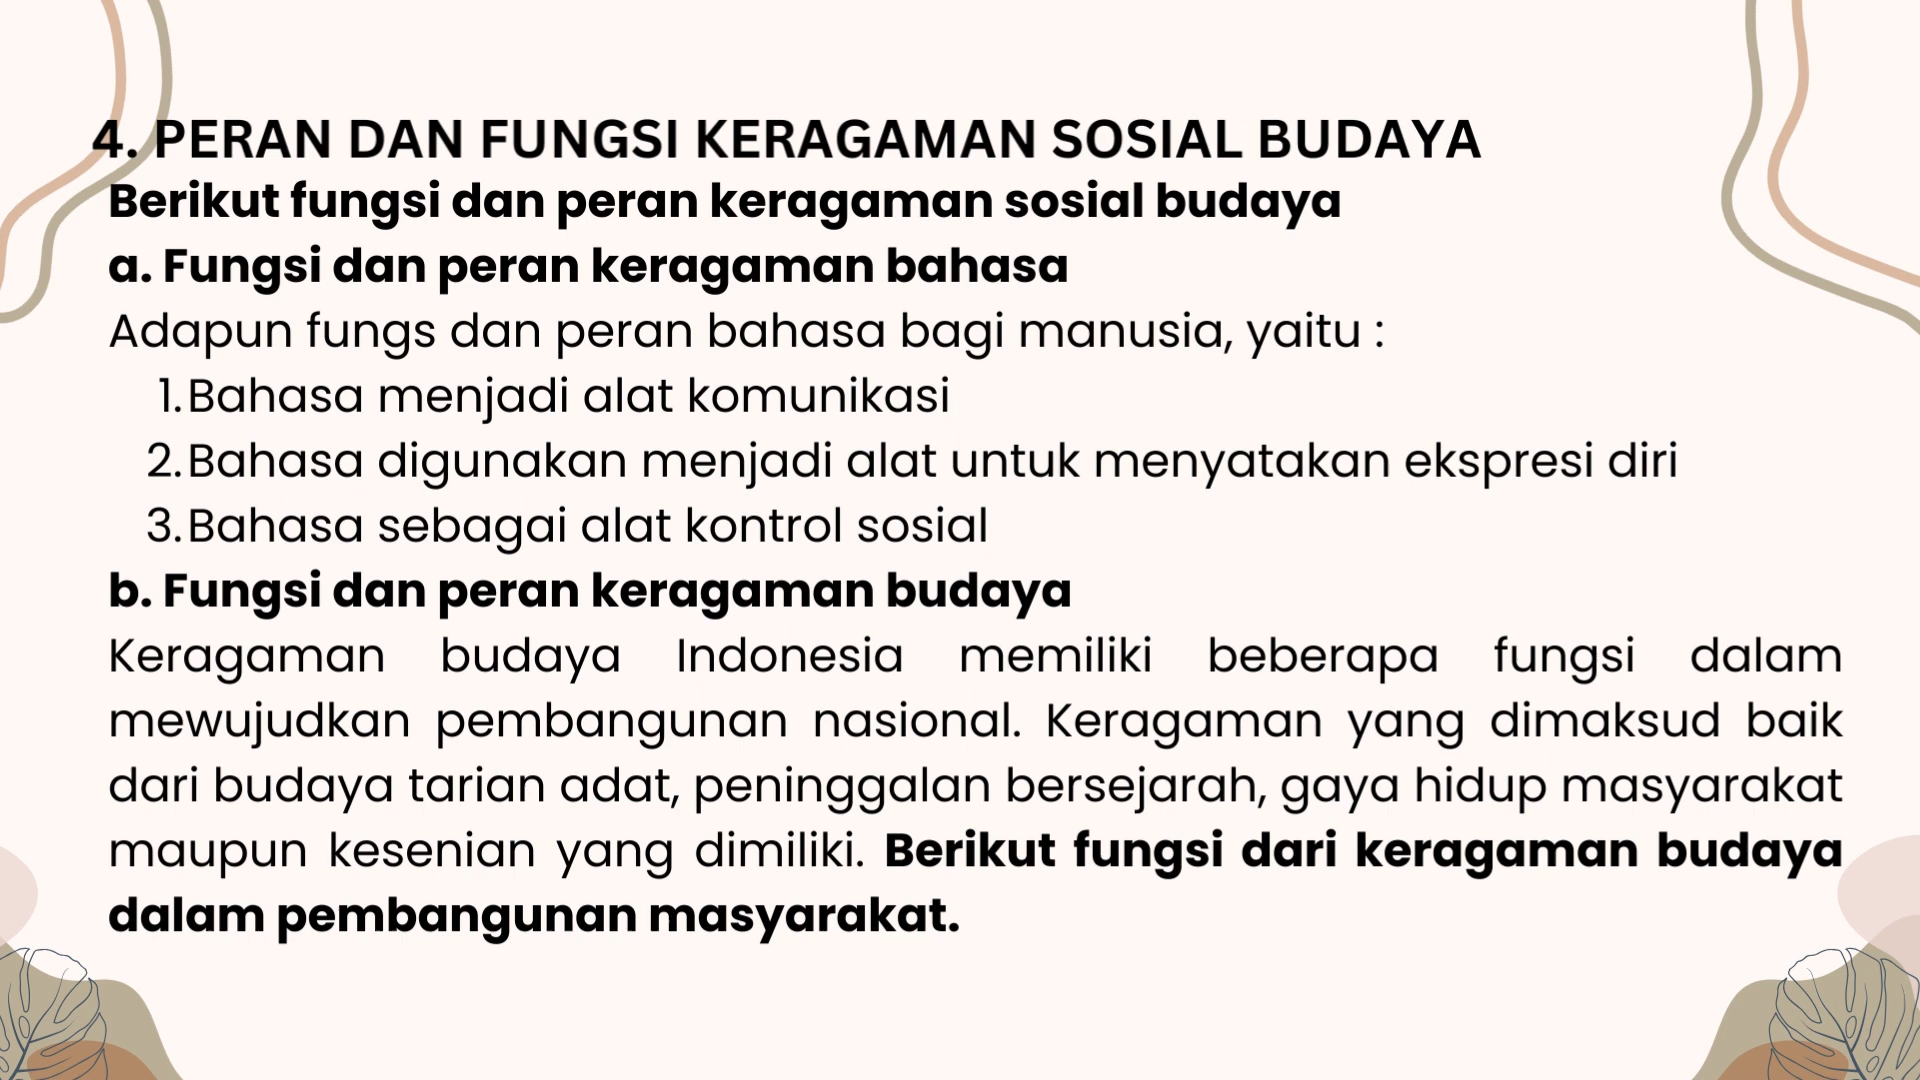 4. PERAN DAN FUNGSI KERAGAMAN SOSIAL BUDAYA
Berikut fungsi dan peran keragaman sosial budaya
a. Fungsi dan peran keragaman bahasa
Adapun fungs dan peran bahasa bagi manusia, yaitu :
1. Bahasa menjadi alat komunikasi
2. Bahasa digunakan menjadi alat untuk menyatakan ekspresi diri
3. Bahasa sebagai alat kontrol sosial
b. Fungsi dan peran keragaman budaya
Keragaman budaya Indonesia memiliki beberapa fungsi dalam
mewujudkan pembangunan nasional. Keragaman yang dimaksud baik
dari budaya tarian adat, peninggalan bersejarah, gaya hidup masyarakat
maupun kesenian yang dimiliki. Berikut fungsi dari keragaman budaya
dalam pembangunan masyarakat.